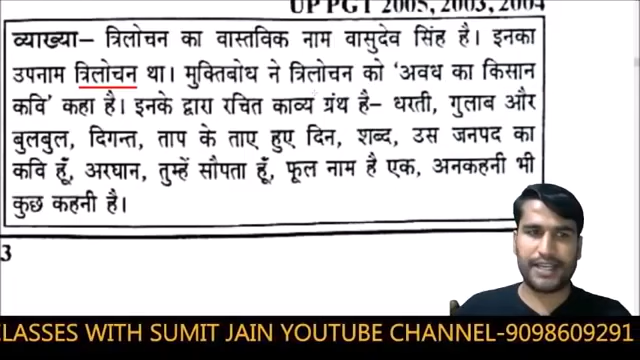 UP PGT 2005, 2003, 2004
व्याख्या– त्रिलोचन का वास्तविक नाम वासुदेव सिंह है। इनका
उपनाम त्रिलोचन था। मुक्तिबोध ने त्रिलोचन को ‘अवध का किसान
कवि’ कहा है। इनके द्वारा रचित काव्य ग्रंथ है– धरती, गुलाब और
बुलबुल, दिगन्त, ताप के ताए हुए दिन, शब्द, उस जनपद का
कवि हूँ, अरघान, तुम्हें सौपता हूँ, फूल नाम है एक, अनकहनी भी
कुछ कहनी है।
3
CLASSES WITH SUMIT JAIN YOUTUBE CHANNEL-9098609291